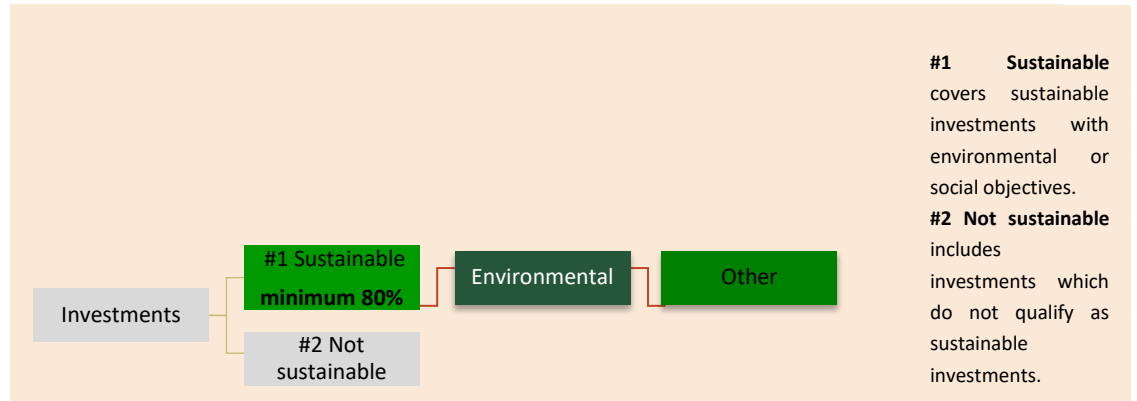 #1 Sustainable
covers sustainable
investments with
environmental or
social objectives.
#2 Not sustainable
includes
investments which
do not qualify as
sustainable
investments.
Investments
#1 Sustainable
minimum 80%
#2 Not
sustainable
Environmental
Other